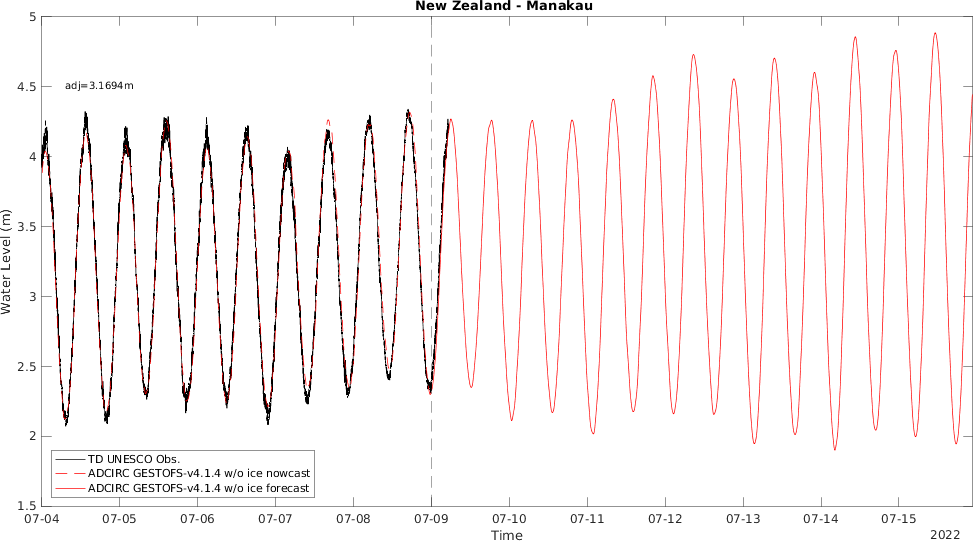 New Zealand - Manakau
5
4.5
4
3.5
3
2.5
2
1.5
Water Level (m)
adj=3.1694m
TD UNESCO Obs.
ADCIRC GESTOFS-v4.1.4 w/o ice nowcast
ADCIRC GESTOFS-v4.1.4 w/o ice forecast
07-04 07-05 07-06 07-07 07-08 07-09 07-10 07-11 07-12 07-13 07-14 07-15
Time
2022